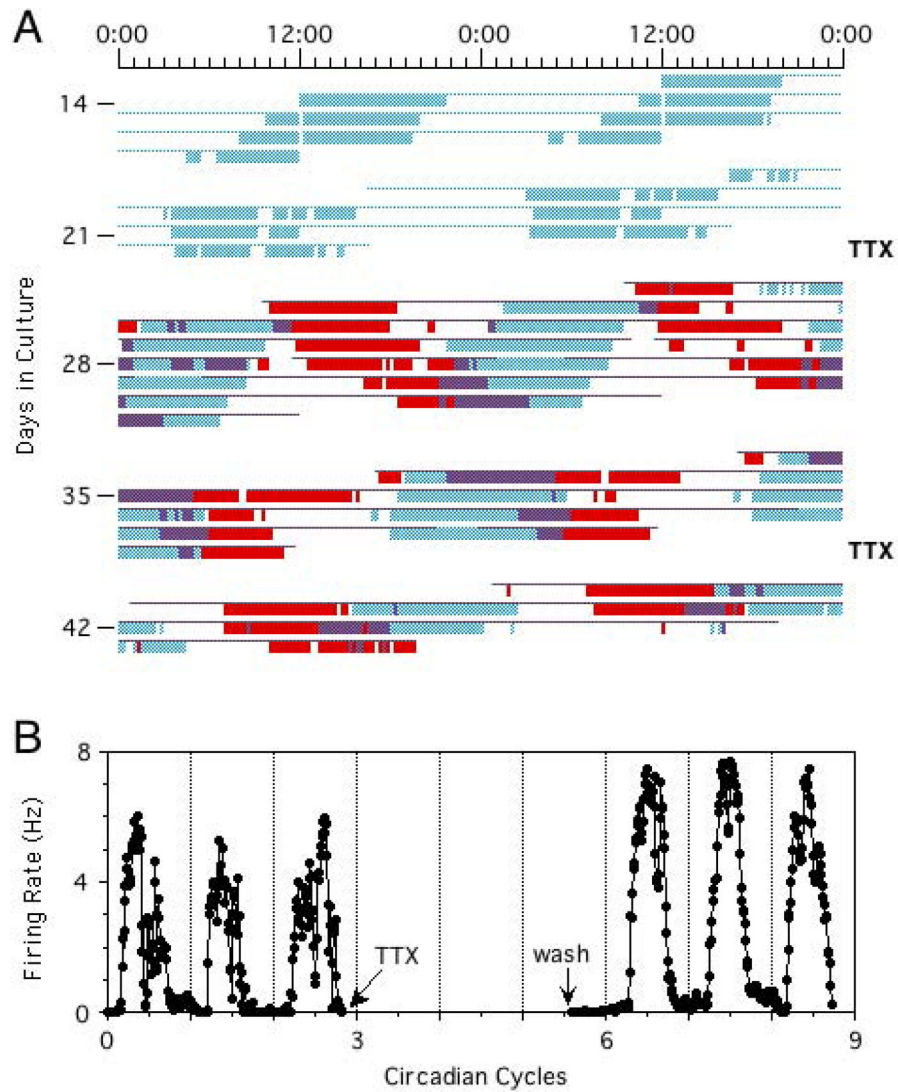 A
0:00 12:00 0:00 12:00 0:00
14
21
TTX
28
35
TTX
42
Days in Culture
B
8
4
0
Firing Rate (Hz)
TTX
wash
0 3 6 9
Circadian Cycles